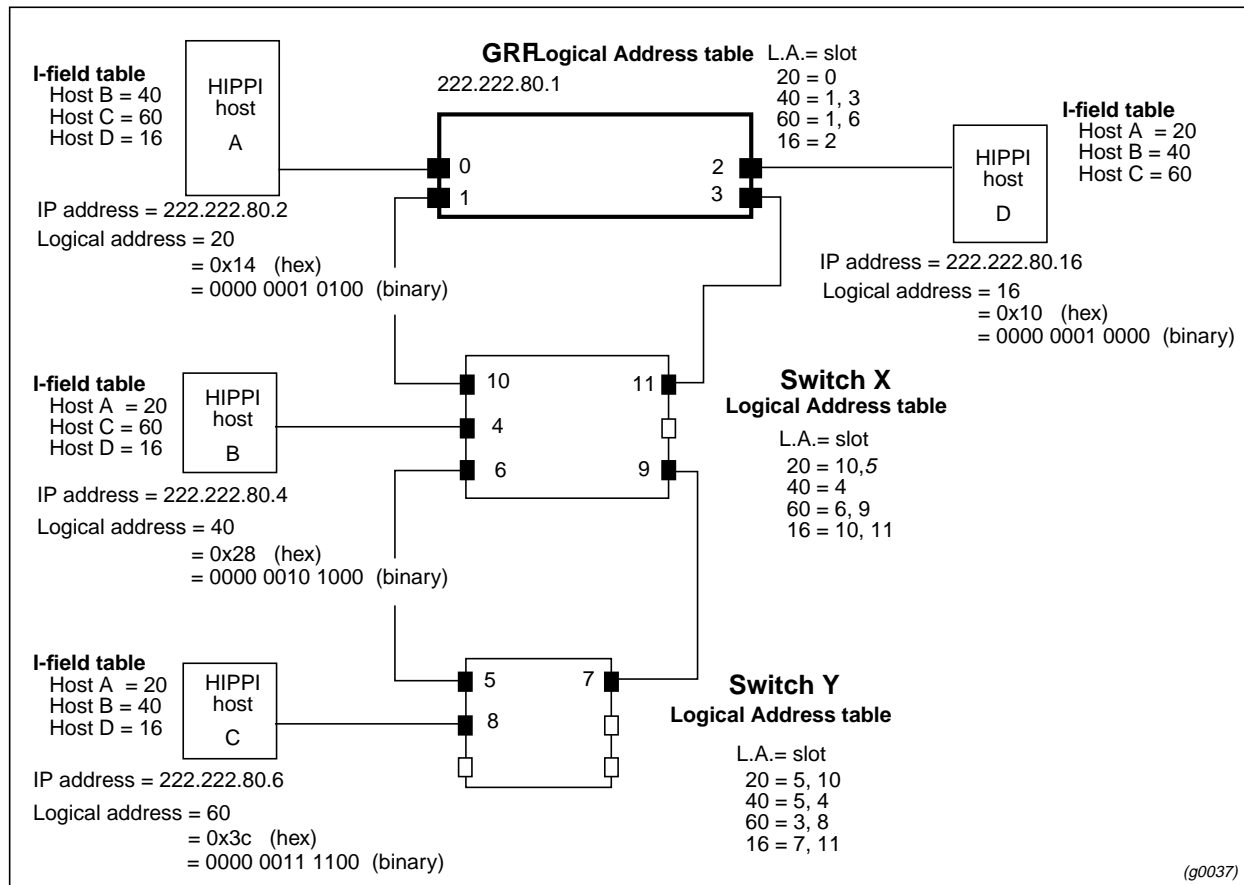 GRF Logical Address table
222.222.80.1
L.A.= slot
20 = 0
40 = 1, 3
60 = 1, 6
16 = 2
I-field table
Host B = 40
Host C = 60
Host D = 16
HIPPI
host
A
IP address = 222.222.80.2
Logical address = 20
= 0x14 (hex)
= 0000 0001 0100 (binary)
0
1
2
3
HIPPI
host
D
I-field table
Host A = 20
Host B = 40
Host C = 60
IP address = 222.222.80.16
Logical address = 16
= 0x10 (hex)
= 0000 0001 0000 (binary)
I-field table
Host A = 20
Host C = 60
Host D = 16
HIPPI
host
B
IP address = 222.222.80.4
Logical address = 40
= 0x28 (hex)
= 0000 0010 1000 (binary)
10
11
4
6
9
Switch X
Logical Address table
L.A.= slot
20 = 10,5
40 = 4
60 = 6, 9
16 = 10, 11
I-field table
Host A = 20
Host B = 40
Host D = 16
HIPPI
host
C
IP address = 222.222.80.6
Logical address = 60
= 0x3c (hex)
= 0000 0011 1100 (binary)
5
7
8
Switch Y
Logical Address table
L.A.= slot
20 = 5, 10
40 = 5, 4
60 = 3, 8
16 = 7, 11
(g0037)